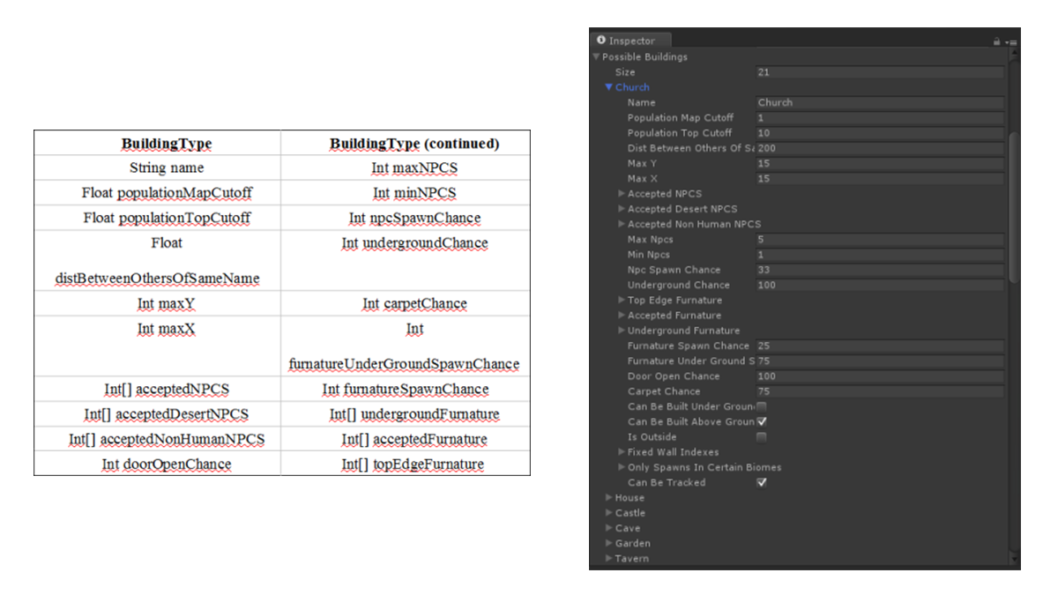 BuildingType BuildingType (continued)
String name Int maxNPCS
Float populationMapCutoff Int minNPCS
Float populationTopCutoff Int npcSpawnChance
Float Int undergroundChance
distBetweenOthersOfSameName
Int maxY Int carpetChance
Int maxX Int
furnatureUnderGroundSpawnChance
Int[] acceptedNPCS Int furnatureSpawnChance
Int[] acceptedDesertNPCS Int[] undergroundFurnature
Int[] acceptedNonHumanNPCS Int[] acceptedFurnature
Int doorOpenChance Int[] topEdgeFurnature
Inspector
Possible Buildings
Size 21
Church
Name Church
Population Map Cutoff 1
Population Top Cutoff 10
Dist Between Others Of Sa 200
Max Y 15
Max X 15
Accepted NPCS
Accepted Desert NPCS
Accepted Non Human NPCS
Max Npcs 5
Min Npcs 1
Npc Spawn Chance 33
Underground Chance 100
Top Edge Furnature
Accepted Furnature
Underground Furnature
Furnature Spawn Chance 25
Furnature Under Ground S 75
Door Open Chance 100
Carpet Chance 75
Can Be Built Under Groun
Can Be Built Above Groun
Is Outside
Fixed Wall Indexes
Only Spawns In Certain Biomes
Can Be Tracked
House
Castle
Cave
Garden
Tavern